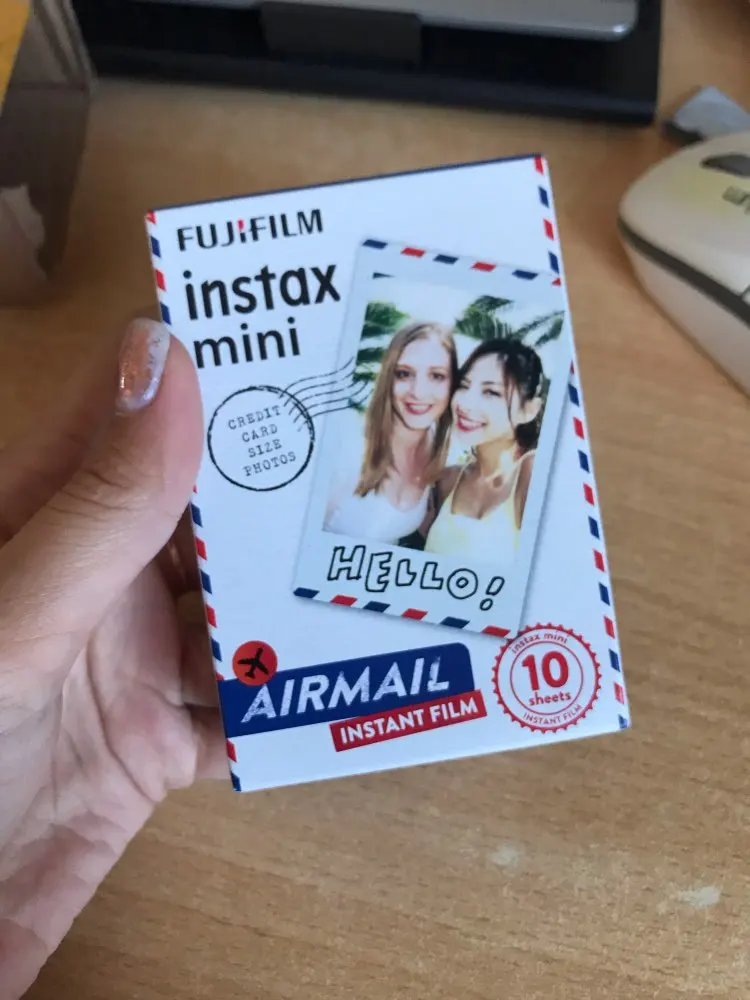 FUJIFILM
instax
mini
CREDIT
CARD
SIZE
PHOTOS
HELLO!
AIRMAIL
INSTANT FILM
instax mini
10
sheets
INSTANT FILM